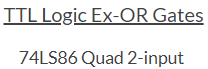 TTL Logic Ex-OR Gates
74LS86 Quad 2-input